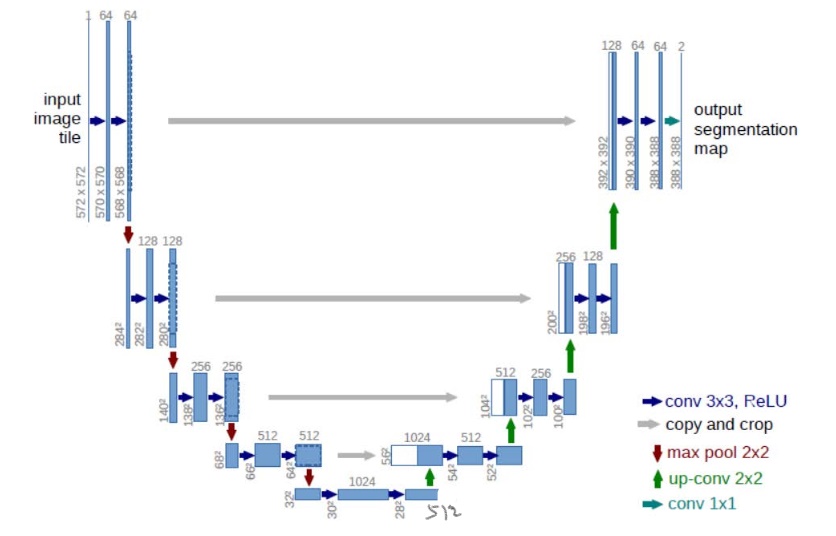 1 64 64
128 64 64 2
input
image
tile
output
segmentation
map
572 x 572
570 x 570
568 x 568
392 x 392
390 x 390
388 x 388
388 x 388
128 128
256 128
284²
282²
280²
200²
198²
196²
256 256
512 256
140²
138²
136²
104²
102²
100²
512 512
1024 512
68²
66²
64²
56²
54²
52²
1024
32²
30²
28²
512
conv 3x3, ReLU
copy and crop
max pool 2x2
up-conv 2x2
conv 1x1